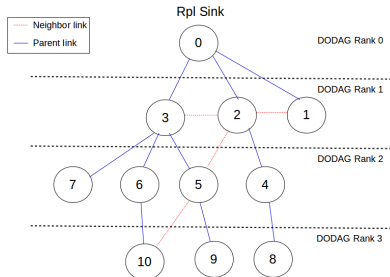 Rpl Sink
Neighbor link
Parent link
0
DODAG Rank 0
DODAG Rank 1
3
2
1
DODAG Rank 2
7
6
5
4
DODAG Rank 3
10
9
8